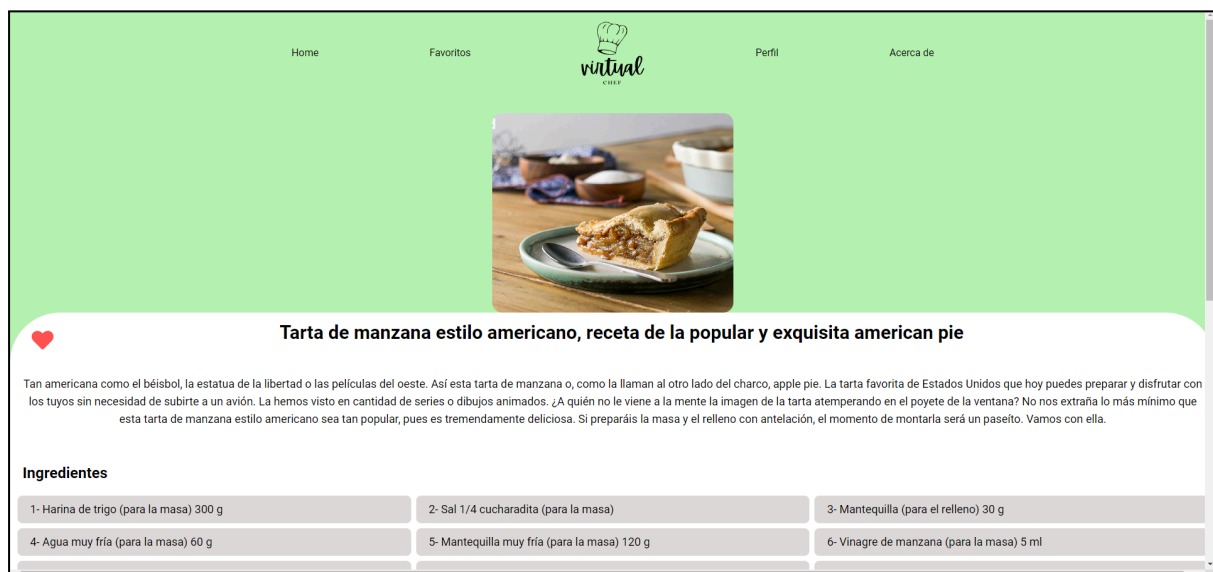 Home Favoritos virtual Perfil Acerca de
CHEF
Tarta de manzana estilo americano, receta de la popular y exquisita american pie
Tan americana como el béisbol, la estatua de la libertad o las películas del oeste. Así esta tarta de manzana o, como la llaman al otro lado del charco, apple pie. La tarta favorita de Estados Unidos que hoy puedes preparar y disfrutar con
los tuyos sin necesidad de subirte a un avión. La hemos visto en cantidad de series o dibujos animados. ¿A quién no le viene a la mente la imagen de la tarta atemperando en el poyete de la ventana? No nos extraña lo más mínimo que
esta tarta de manzana estilo americano sea tan popular, pues es tremendamente deliciosa. Si preparáis la masa y el relleno con antelación, el momento de montarla será un paseíto. Vamos con ella.
Ingredientes
1- Harina de trigo (para la masa) 300 g
2- Sal 1/4 cucharadita (para la masa)
3- Mantequilla (para el relleno) 30 g
4- Agua muy fría (para la masa) 60 g
5- Mantequilla muy fría (para la masa) 120 g
6- Vinagre de manzana (para la masa) 5 ml